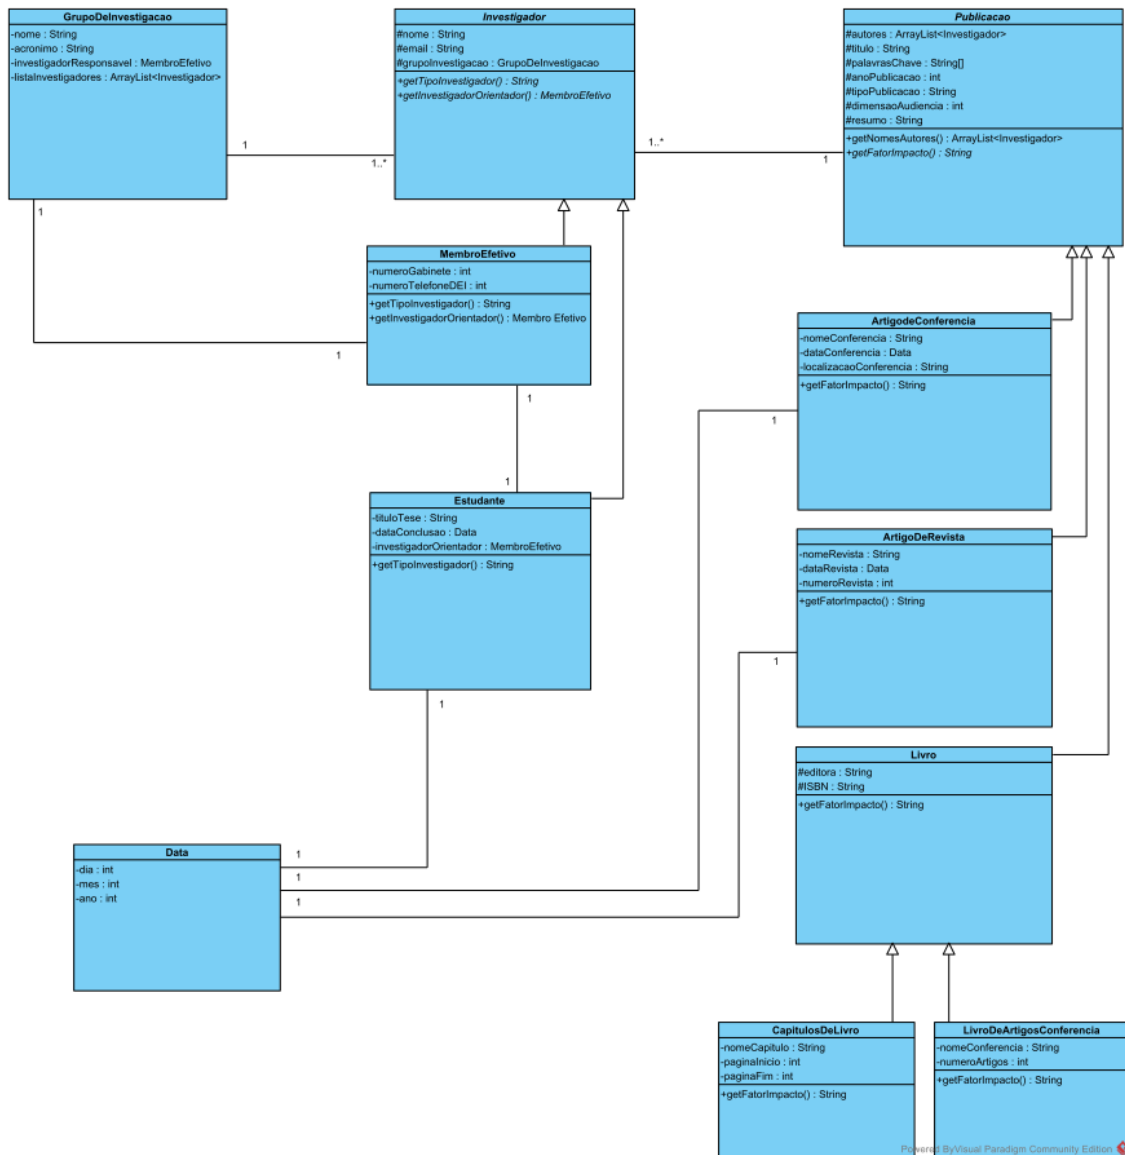 GrupoDeInvestigacao
-nome : String
-acronimo : String
-investigadorResponsavel : MembroEfetivo
-listaInvestigadores : ArrayList<Investigador>
Investigador
#nome : String
#email : String
#grupoInvestigacao : GrupoDeInvestigacao
+getTipoInvestigador() : String
+getInvestigadorOrientador() : MembroEfetivo
Publicacao
#autores : ArrayList<Investigador>
#titulo : String
#palavrasChave : String[]
#anoPublicacao : int
#tipoPublicacao : String
#dimensaoAudiencia : int
#resumo : String
+getNomesAutores() : ArrayList<Investigador>
+getFatorImpacto() : String
1
1..*
1..*
1
1
1
MembroEfetivo
-numeroGabinete : int
-numeroTelefoneDEI : int
+getTipoInvestigador() : String
+getInvestigadorOrientador() : Membro Efetivo
1
1
Estudante
-tituloTese : String
-dataConclusao : Data
-investigadorOrientador : MembroEfetivo
+getTipoInvestigador() : String
1
ArtigodeConferencia
-nomeConferencia : String
-dataConferencia : Data
-localizacaoConferencia : String
+getFatorImpacto() : String
1
ArtigoDeRevista
-nomeRevista : String
-dataRevista : Data
-numeroRevista : int
+getFatorImpacto() : String
1
Livro
#editora : String
#ISBN : String
+getFatorImpacto() : String
Data
-dia : int
-mes : int
-ano : int
1
1
1
CapitulosDeLivro
-nomeCapitulo : String
-paginaInicio : int
-paginaFim : int
+getFatorImpacto() : String
LivroDeArtigosConferencia
-nomeConferencia : String
-numeroArtigos : int
+getFatorImpacto() : String
Powered ByVisual Paradigm Community Edition